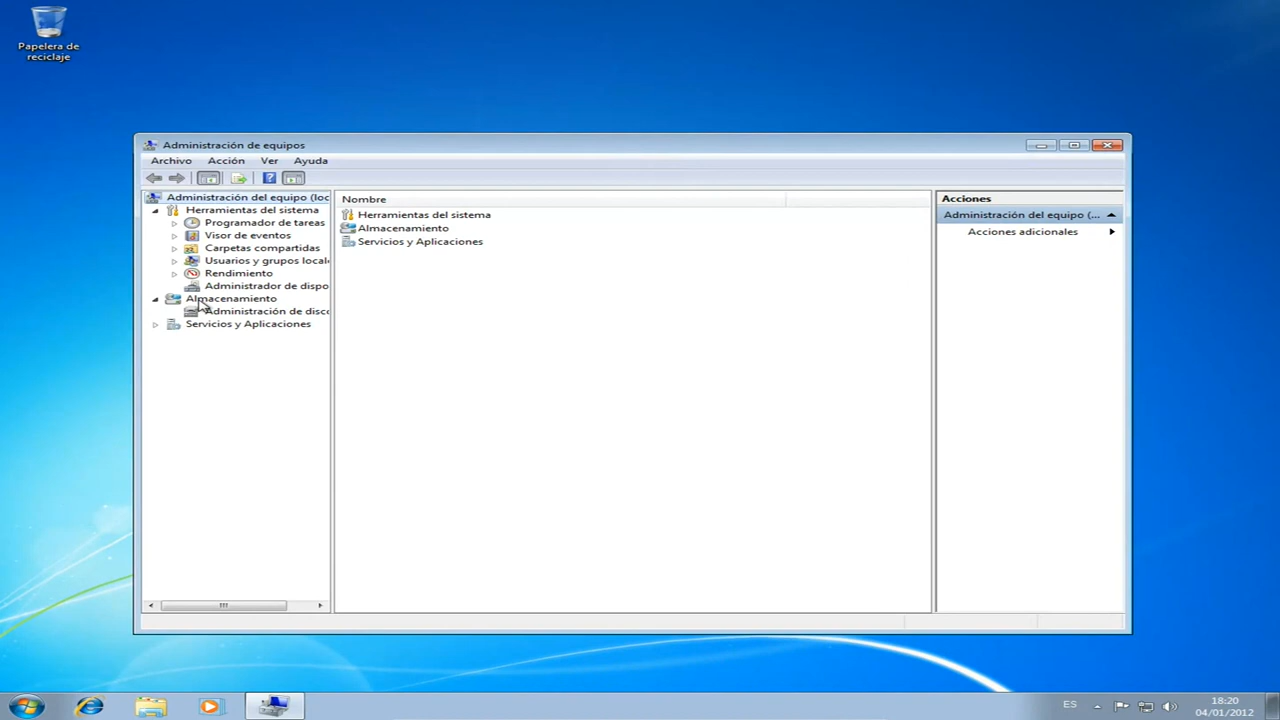 Papelera de
reciclaje
Administración de equipos
Archivo Acción Ver Ayuda
Administración del equipo (loc
Herramientas del sistema
Programador de tareas
Visor de eventos
Carpetas compartidas
Usuarios y grupos locale
Rendimiento
Administrador de dispo
Almacenamiento
Administración de disco
Servicios y Aplicaciones
Nombre
Herramientas del sistema
Almacenamiento
Servicios y Aplicaciones
Acciones
Administración del equipo (...
Acciones adicionales
ES
18:20
04/01/2012